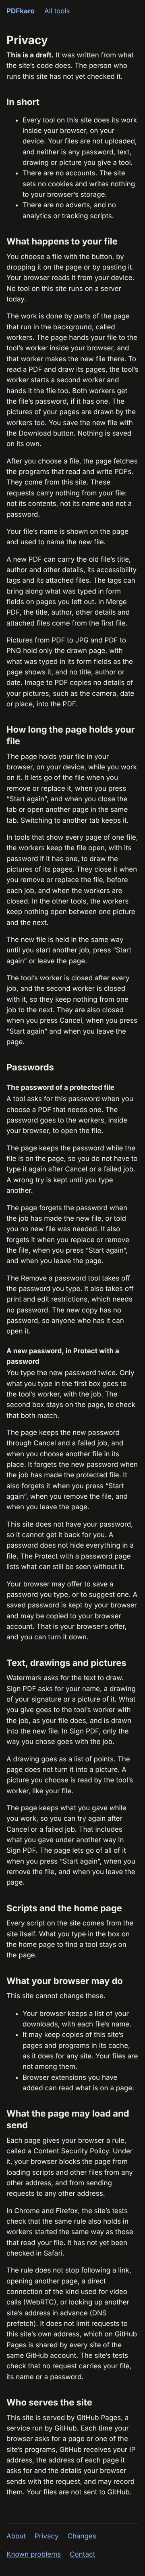 PDFkaro All tools
Privacy
This is a draft. It was written from what
the site's code does. The person who
runs this site has not yet checked it.
In short
• Every tool on this site does its work
inside your browser, on your
device. Your files are not uploaded,
and neither is any password, text,
drawing or picture you give a tool.
• There are no accounts. The site
sets no cookies and writes nothing
to your browser's storage.
• There are no adverts, and no
analytics or tracking scripts.
What happens to your file
You choose a file with the button, by
dropping it on the page or by pasting it.
Your browser reads it from your device.
No tool on this site runs on a server
today.
The work is done by parts of the page
that run in the background, called
workers. The page hands your file to the
tool's worker inside your browser, and
that worker makes the new file there. To
read a PDF and draw its pages, the tool's
worker starts a second worker and
hands it the file too. Both workers get
the file's password, if it has one. The
pictures of your pages are drawn by the
workers too. You save the new file with
the Download button. Nothing is saved
on its own.
After you choose a file, the page fetches
the programs that read and write PDFs.
They come from this site. These
requests carry nothing from your file:
not its contents, not its name and not a
password.
Your file's name is shown on the page
and used to name the new file.
A new PDF can carry the old file's title,
author and other details, its accessibility
tags and its attached files. The tags can
bring along what was typed in form
fields on pages you left out. In Merge
PDF, the title, author, other details and
attached files come from the first file.
Pictures from PDF to JPG and PDF to
PNG hold only the drawn page, with
what was typed in its form fields as the
page shows it, and no title, author or
date. Image to PDF copies no details of
your pictures, such as the camera, date
or place, into the PDF.
How long the page holds your
file
The page holds your file in your
browser, on your device, while you work
on it. It lets go of the file when you
remove or replace it, when you press
“Start again”, and when you close the
tab or open another page in the same
tab. Switching to another tab keeps it.
In tools that show every page of one file,
the workers keep the file open, with its
password if it has one, to draw the
pictures of its pages. They close it when
you remove or replace the file, before
each job, and when the workers are
closed. In the other tools, the workers
keep nothing open between one picture
and the next.
The new file is held in the same way
until you start another job, press “Start
again” or leave the page.
The tool's worker is closed after every
job, and the second worker is closed
with it, so they keep nothing from one
job to the next. They are also closed
when you press Cancel, when you press
“Start again” and when you leave the
page.
Passwords
The password of a protected file
A tool asks for this password when you
choose a PDF that needs one. The
password goes to the workers, inside
your browser, to open the file.
The page keeps the password while the
file is on the page, so you do not have to
type it again after Cancel or a failed job.
A wrong try is kept until you type
another.
The page forgets the password when
the job has made the new file, or told
you no new file was needed. It also
forgets it when you replace or remove
the file, when you press “Start again”,
and when you leave the page.
The Remove a password tool takes off
the password you type. It also takes off
print and edit restrictions, which needs
no password. The new copy has no
password, so anyone who has it can
open it.
A new password, in Protect with a
password
You type the new password twice. Only
what you type in the first box goes to
the tool's worker, with the job. The
second box stays on the page, to check
that both match.
The page keeps the new password
through Cancel and a failed job, and
when you choose another file in its
place. It forgets the new password when
the job has made the protected file. It
also forgets it when you press “Start
again”, when you remove the file, and
when you leave the page.
This site does not have your password,
so it cannot get it back for you. A
password does not hide everything in a
file. The Protect with a password page
lists what can still be seen without it.
Your browser may offer to save a
password you type, or to suggest one. A
saved password is kept by your browser
and may be copied to your browser
account. That is your browser's offer,
and you can turn it down.
Text, drawings and pictures
Watermark asks for the text to draw.
Sign PDF asks for your name, a drawing
of your signature or a picture of it. What
you give goes to the tool's worker with
the job, as your file does, and is drawn
into the new file. In Sign PDF, only the
way you chose goes with the job.
A drawing goes as a list of points. The
page does not turn it into a picture. A
picture you choose is read by the tool's
worker, like your file.
The page keeps what you gave while
you work, so you can try again after
Cancel or a failed job. That includes
what you gave under another way in
Sign PDF. The page lets go of all of it
when you press “Start again”, when you
remove the file, and when you leave the
page.
Scripts and the home page
Every script on the site comes from the
site itself. What you type in the box on
the home page to find a tool stays on
the page.
What your browser may do
This site cannot change these.
• Your browser keeps a list of your
downloads, with each file's name.
• It may keep copies of this site's
pages and programs in its cache,
as it does for any site. Your files are
not among them.
• Browser extensions you have
added can read what is on a page.
What the page may load and
send
Each page gives your browser a rule,
called a Content Security Policy. Under
it, your browser blocks the page from
loading scripts and other files from any
other address, and from sending
requests to any other address.
In Chrome and Firefox, the site's tests
check that the same rule also holds in
workers started the same way as those
that read your file. It has not yet been
checked in Safari.
The rule does not stop following a link,
opening another page, a direct
connection of the kind used for video
calls (WebRTC), or looking up another
site's address in advance (DNS
prefetch). It does not limit requests to
this site's own address, which on GitHub
Pages is shared by every site of the
same GitHub account. The site's tests
check that no request carries your file,
its name or a password.
Who serves the site
This site is served by GitHub Pages, a
service run by GitHub. Each time your
browser asks for a page or one of the
site's programs, GitHub receives your IP
address, the address of each page it
asks for and the details your browser
sends with the request, and may record
them. Your files are not sent to GitHub.
About Privacy Changes
Known problems Contact